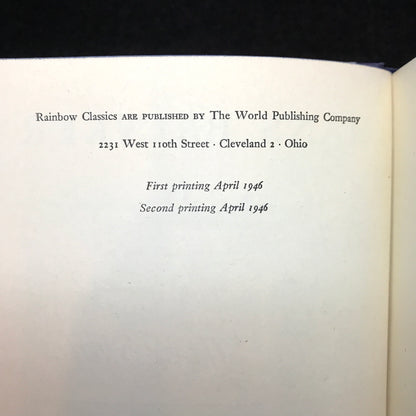 Rainbow Classics ARE PUBLISHED BY The World Publishing Company
2231 West 110th Street · Cleveland 2 · Ohio
First printing April 1946
Second printing April 1946